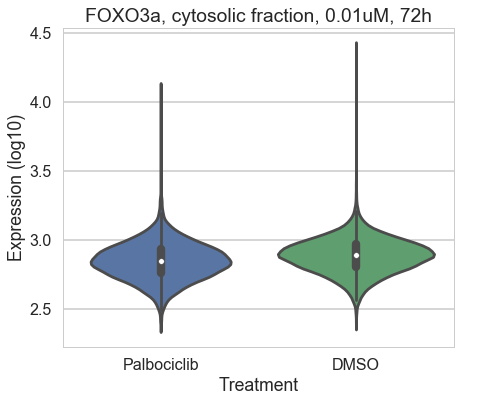 FOXO3a, cytosolic fraction, 0.01uM, 72h
4.5
4.0
3.5
3.0
2.5
Expression (log10)
Palbociclib DMSO
Treatment